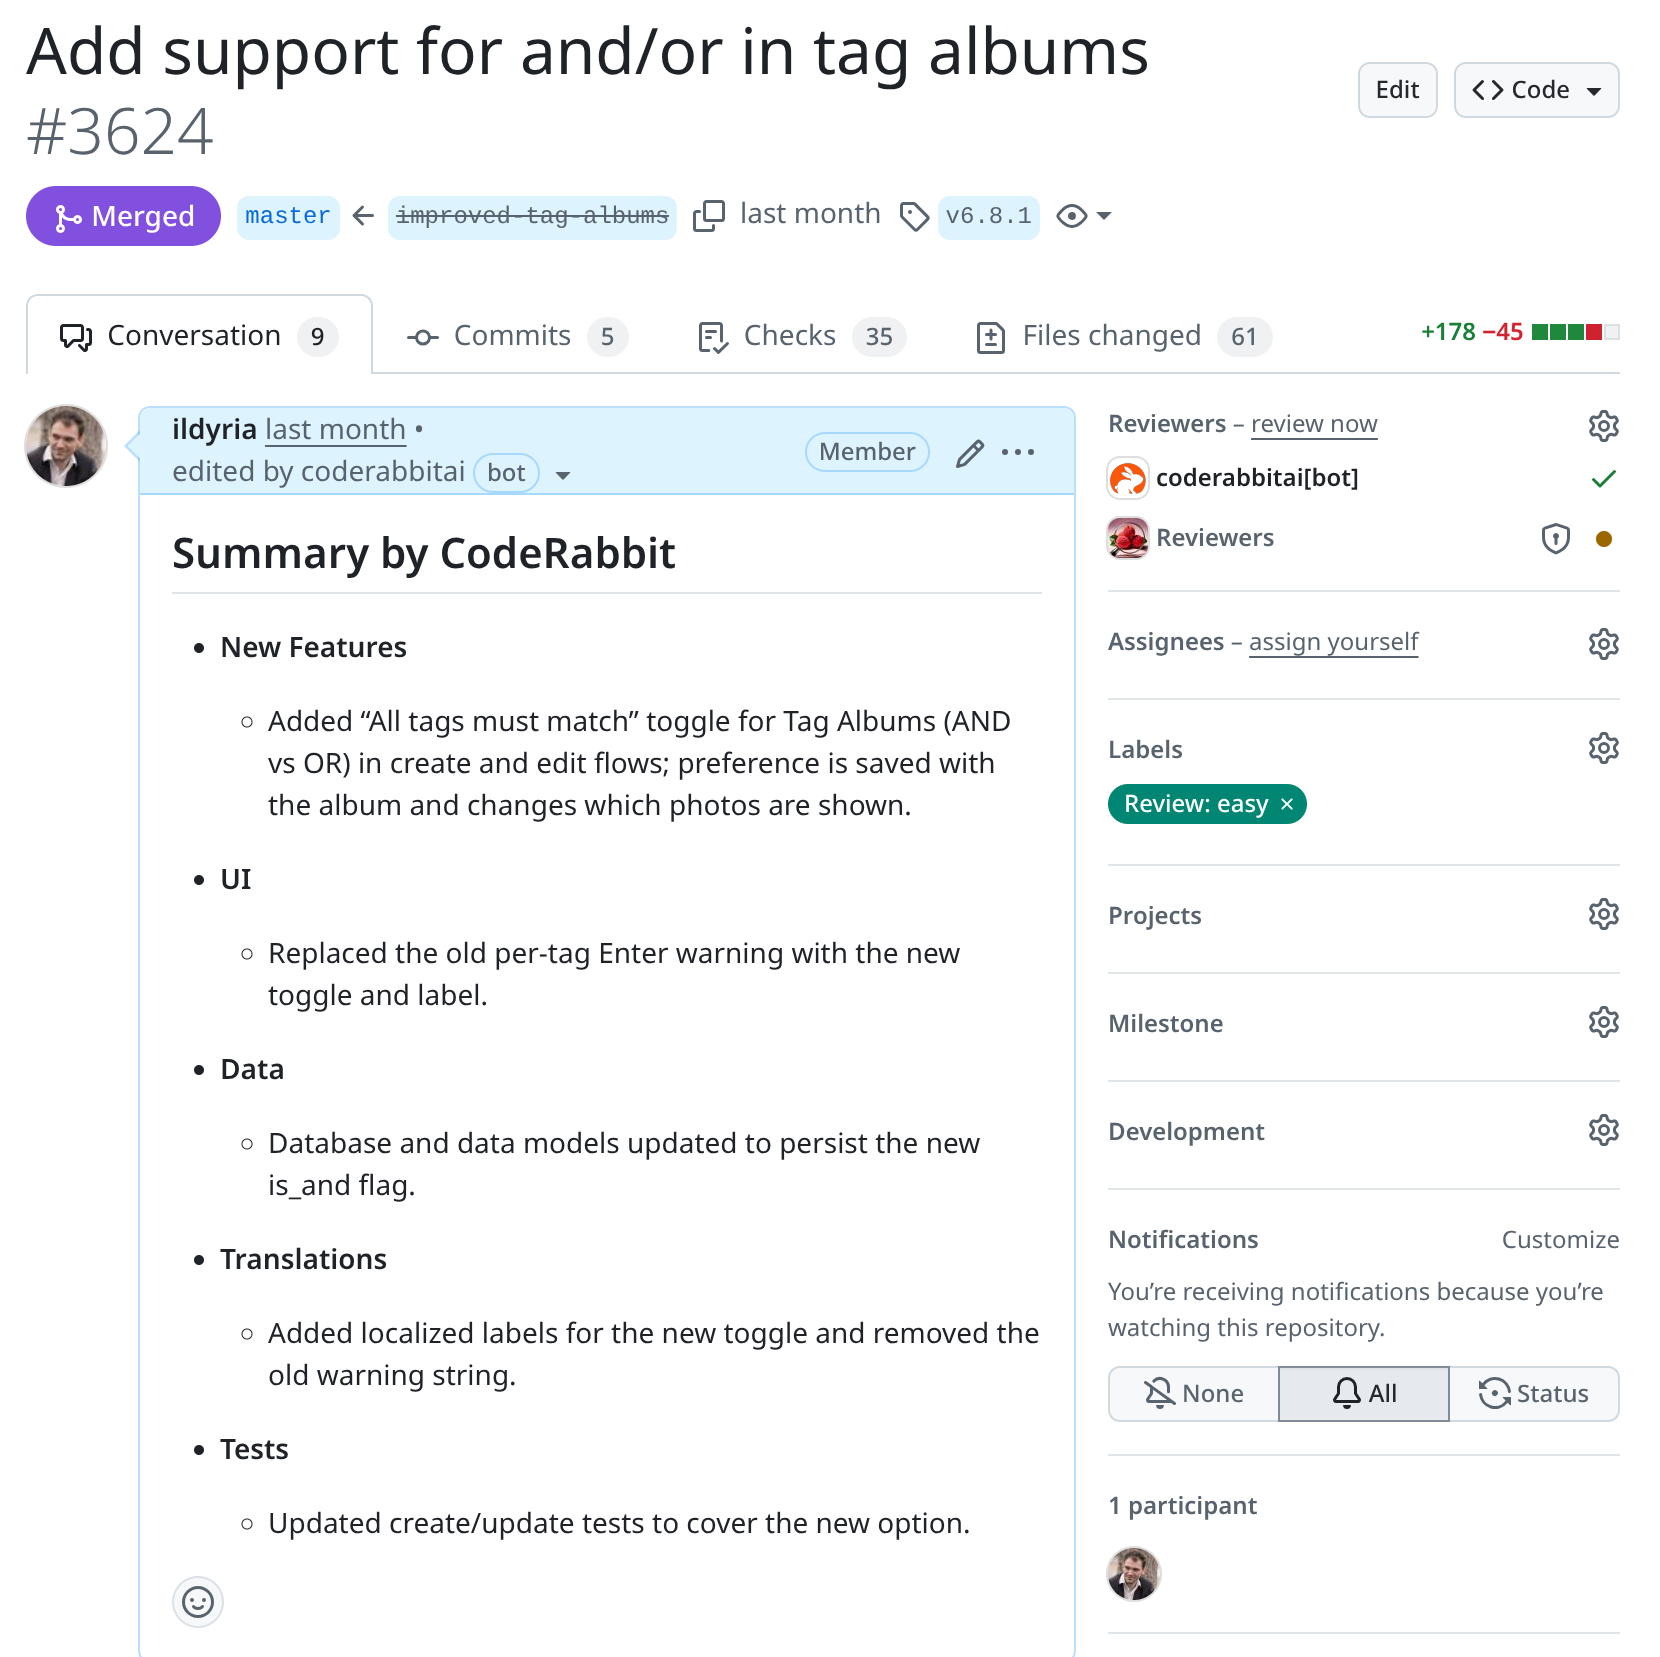 Add support for and/or in tag albums
#3624
Edit
Code
Merged
master
improved-tag-albums
last month
v6.8.1
Conversation 9
Commits 5
Checks 35
Files changed 61
+178 −45
ildyria last month •
edited by coderabbitai bot
Member
Summary by CodeRabbit
• New Features
◦ Added “All tags must match” toggle for Tag Albums (AND
vs OR) in create and edit flows; preference is saved with
the album and changes which photos are shown.
• UI
◦ Replaced the old per-tag Enter warning with the new
toggle and label.
• Data
◦ Database and data models updated to persist the new
is_and flag.
• Translations
◦ Added localized labels for the new toggle and removed the
old warning string.
• Tests
◦ Updated create/update tests to cover the new option.
Reviewers – review now
coderabbitai[bot]
Reviewers
Assignees – assign yourself
Labels
Review: easy ×
Projects
Milestone
Development
Notifications
Customize
You’re receiving notifications because you’re
watching this repository.
None
All
Status
1 participant